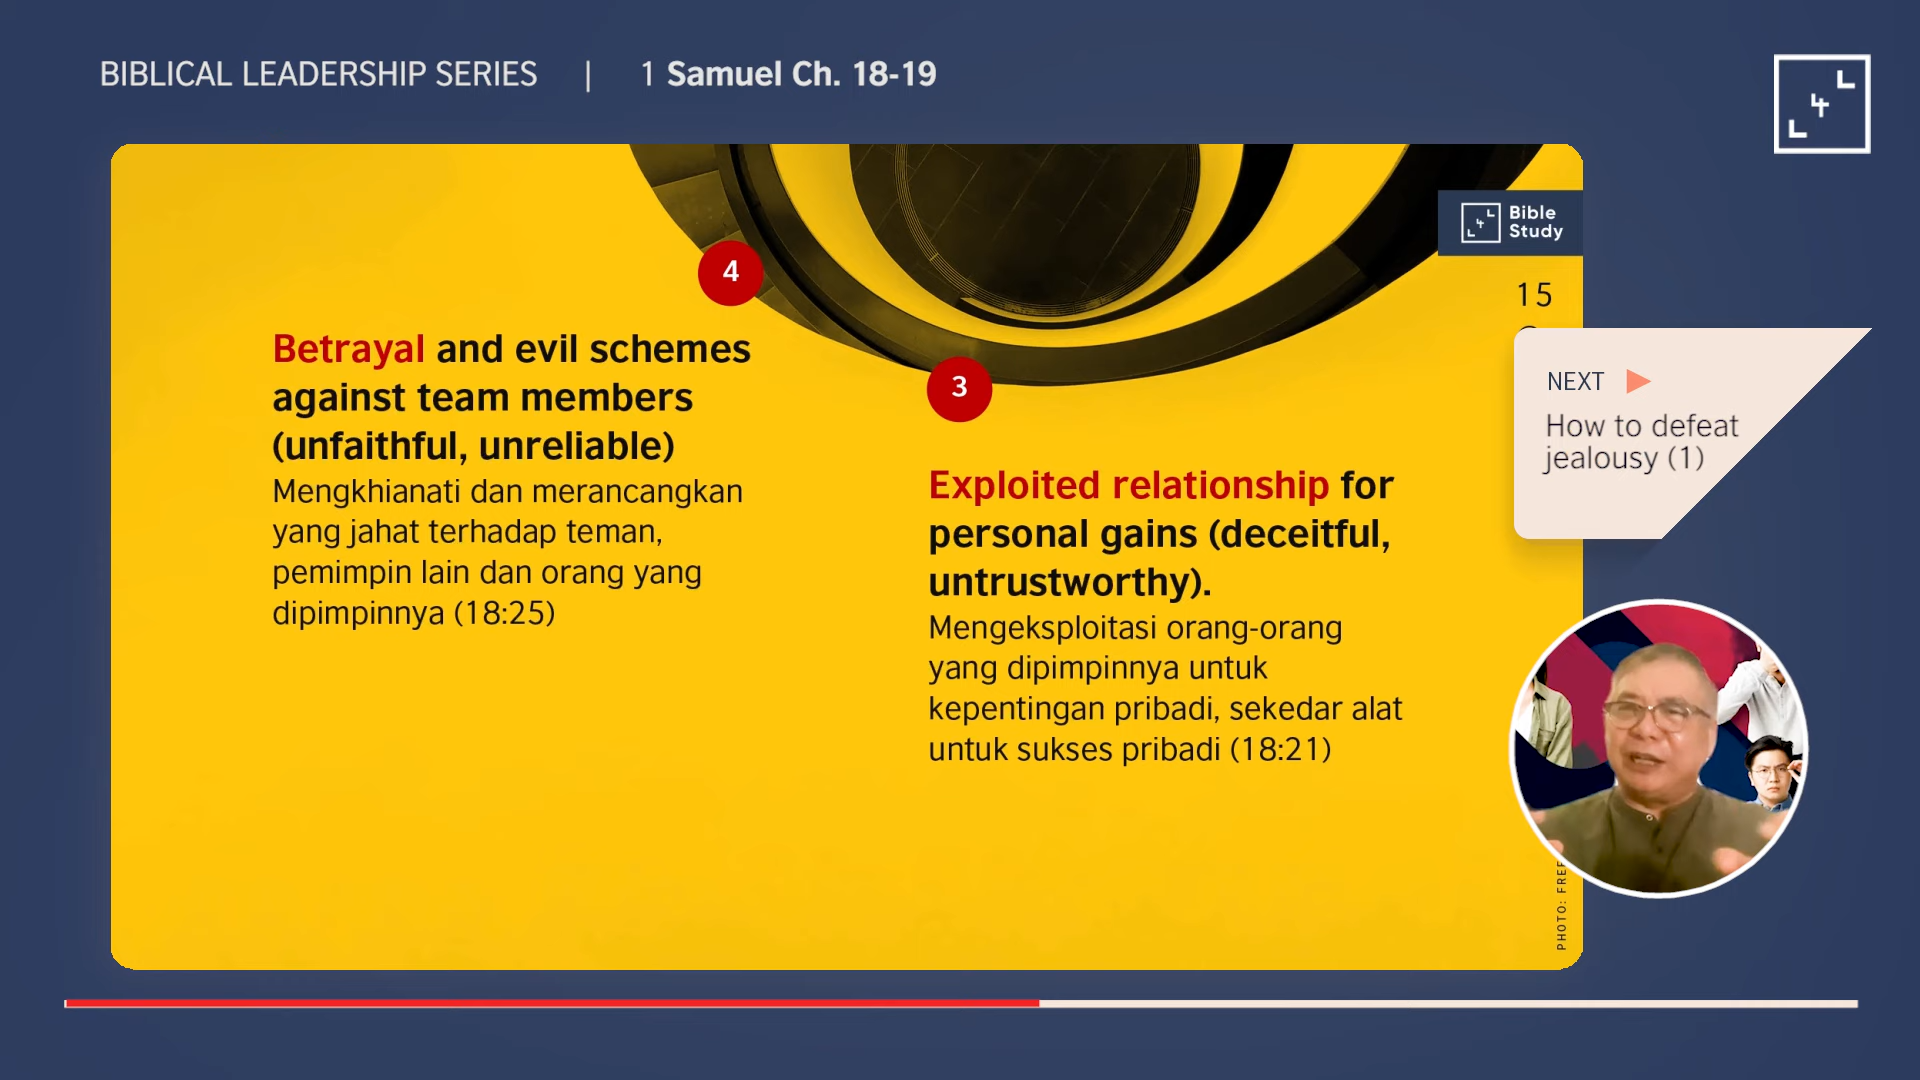 BIBLICAL LEADERSHIP SERIES | 1 Samuel Ch. 18-19
Bible
Study
15
4
Betrayal and evil schemes
against team members
(unfaithful, unreliable)
Mengkhianati dan merancangkan
yang jahat terhadap teman,
pemimpin lain dan orang yang
dipimpinnya (18:25)
3
Exploited relationship for
personal gains (deceitful,
untrustworthy).
Mengeksploitasi orang-orang
yang dipimpinnya untuk
kepentingan pribadi, sekedar alat
untuk sukses pribadi (18:21)
NEXT
How to defeat
jealousy (1)
PHOTO: